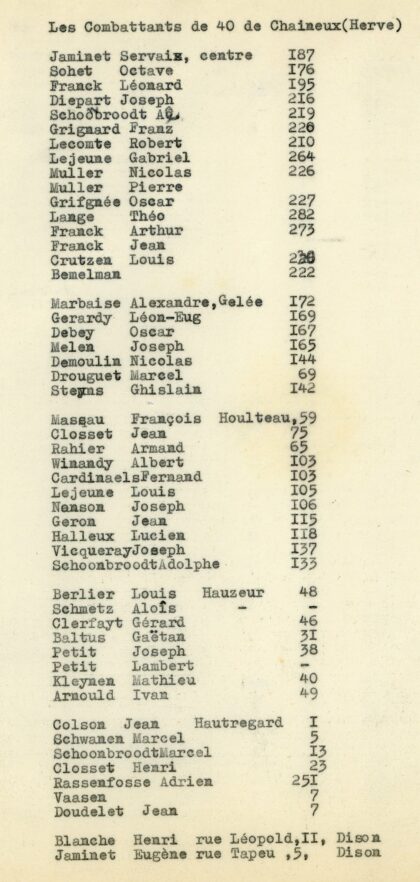 Les Combattants de 40 de Chaineux(Herve)
Jaminet Servais, centre 187
Sohet Octave 176
Franck Léonard 195
Diepart Joseph 216
Schoobroodt 219
Grignard Franz 220
Lecomte Robert 210
Lejeune Gabriel 264
Muller Nicolas 226
Muller Pierre
Grifgnée Oscar 227
Lange Théo 282
Franck Arthur 273
Franck Jean
Crutzen Louis
Bemelman 222
Marbaise Alexandre,Gelée 172
Gerardy Léon-Eug 169
Debey Oscar 167
Melen Joseph 165
Demoulin Nicolas 144
Drouguet Marcel 69
Steyns Ghislain 142
Massau François Houlteau,59
Closset Jean 75
Rahier Armand 65
Winandy Albert 103
CardinaelsFernand 103
Lejeune Louis 105
Nanson Joseph 106
Geron Jean 115
Halleux Lucien 118
VicquerayJoseph 137
SchoonbroodtAdolphe 133
Berlier Louis Hauzeur 48
Schmetz Aloîs - -
Clerfayt Gérard 46
Baltus Gaëtan 31
Petit Joseph 38
Petit Lambert -
Kleynen Mathieu 40
Arnould Ivan 49
Colson Jean Hautregard I
Schwanen Marcel 5
SchoonbroodtMarcel 13
Closset Henri 23
Rassenfosse Adrien 251
Vaasen 7
Doudelet Jean 7
Blanche Henri rue Léopold,II, Dison
Jaminet Eugène rue Tapeu ,5, Dison